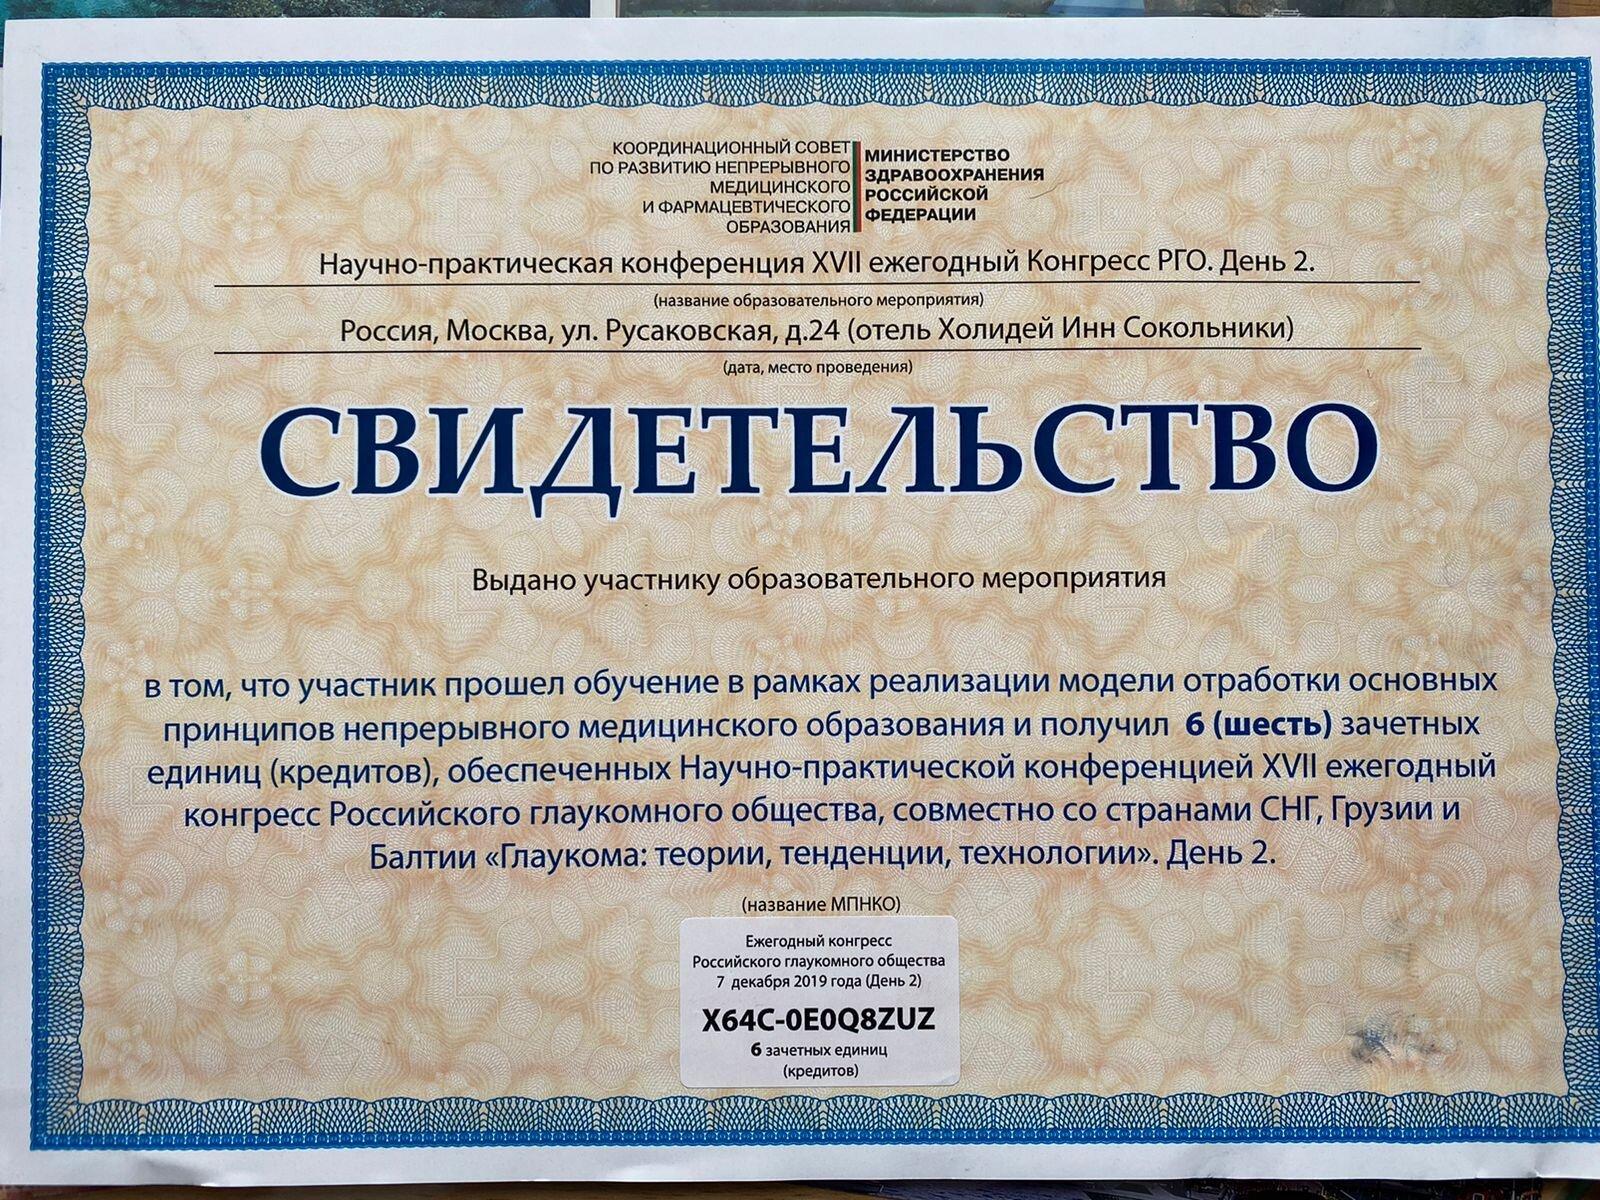 КООРДИНАЦИОННЫЙ СОВЕТ
ПО РАЗВИТИЮ НЕПРЕРЫВНОГО
МЕДИЦИНСКОГО
И ФАРМАЦЕВТИЧЕСКОГО
ОБРАЗОВАНИЯ
МИНИСТЕРСТВО
ЗДРАВООХРАНЕНИЯ
РОССИЙСКОЙ
ФЕДЕРАЦИИ
Научно-практическая конференция XVII ежегодный Конгресс РГО. День 2.
(название образовательного мероприятия)
Россия, Москва, ул. Русаковская, д.24 (отель Холидей Инн Сокольники)
(дата, место проведения)
СВИДЕТЕЛЬСТВО
Выдано участнику образовательного мероприятия
в том, что участник прошел обучение в рамках реализации модели отработки основных
принципов непрерывного медицинского образования и получил 6 (шесть) зачетных
единиц (кредитов), обеспеченных Научно-практической конференцией XVII ежегодный
конгресс Российского глаукомного общества, совместно со странами СНГ, Грузии и
Балтии «Глаукома: теории, тенденции, технологии». День 2.
(название МПНКО)
Ежегодный конгресс
Российского глаукомного общества
7 декабря 2019 года (День 2)
X64C-0E0Q8ZUZ
6 зачетных единиц
(кредитов)